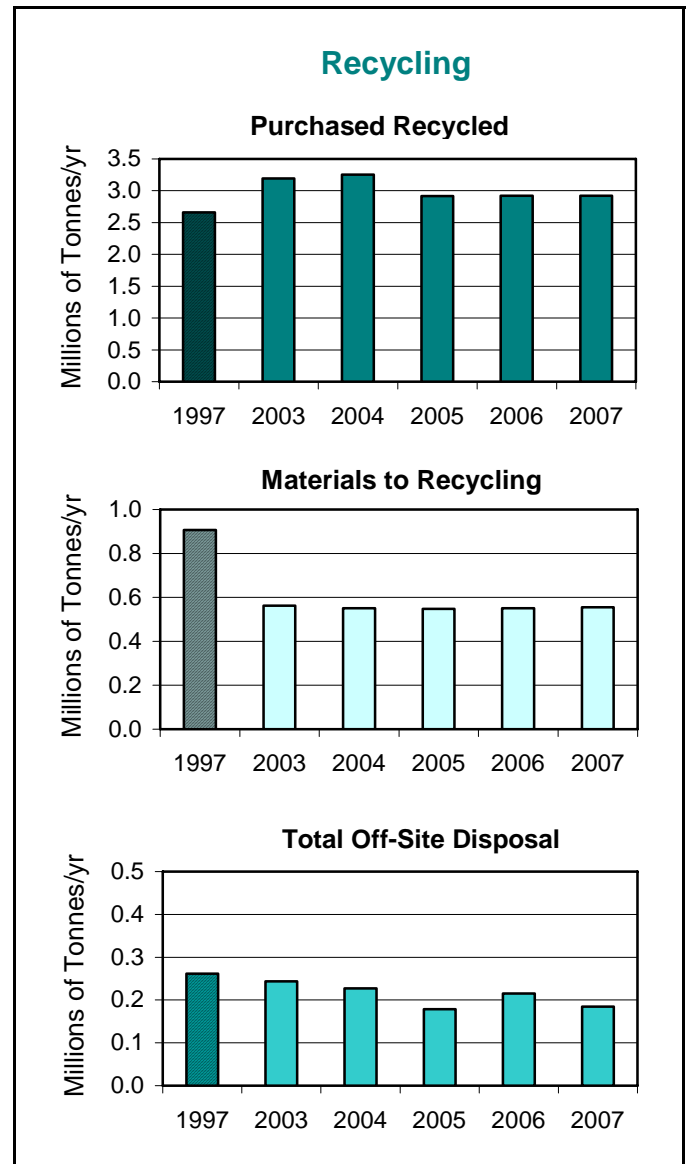 Recycling
Purchased Recycled
Millions of Tonnes/yr
3.5
3.0
2.5
2.0
1.5
1.0
0.5
0.0
1997 2003 2004 2005 2006 2007
Materials to Recycling
Millions of Tonnes/yr
1.0
0.8
0.6
0.4
0.2
0.0
1997 2003 2004 2005 2006 2007
Total Off-Site Disposal
Millions of Tonnes/yr
0.5
0.4
0.3
0.2
0.1
0.0
1997 2003 2004 2005 2006 2007